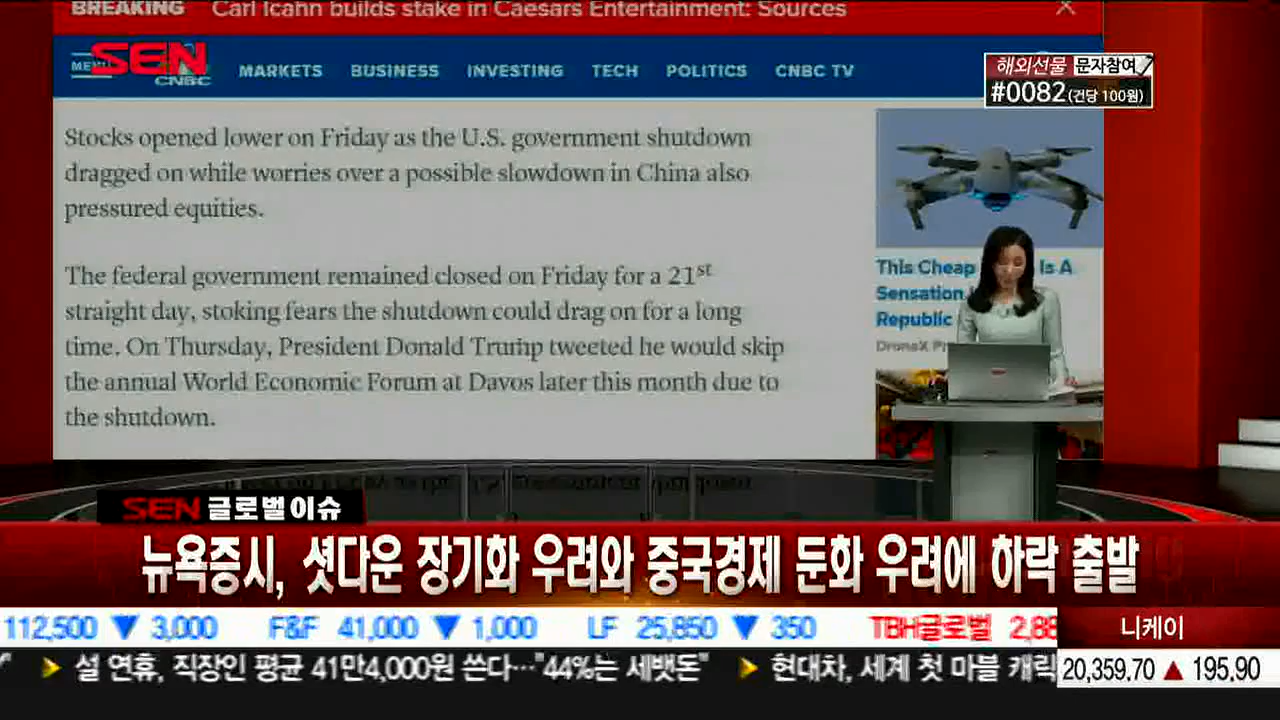 BREAKING Carl Icahn builds stake in Caesars Entertainment: Sources
SEN
CNBC
MARKETS BUSINESS INVESTING TECH POLITICS CNBC TV
해외선물 문자참여
#0082(건당 100원)
Stocks opened lower on Friday as the U.S. government shutdown
dragged on while worries over a possible slowdown in China also
pressured equities.
The federal government remained closed on Friday for a 21st
straight day, stoking fears the shutdown could drag on for a long
time. On Thursday, President Donald Trump tweeted he would skip
the annual World Economic Forum at Davos later this month due to
the shutdown.
This Cheap Is A
Sensation
Republic
DroneX
SEN 글로벌이슈
뉴욕증시, 셧다운 장기화 우려와 중국경제 둔화 우려에 하락 출발
112,500 ▼ 3,000 F&F 41,000 ▼ 1,000 LF 25,850 ▼ 350 TBH글로벌 2,88
니케이
설 연휴, 직장인 평균 41만4,000원 쓴다…"44%는 세뱃돈" 현대차, 세계 첫 마블 캐릭
20,359.70 ▲ 195.90